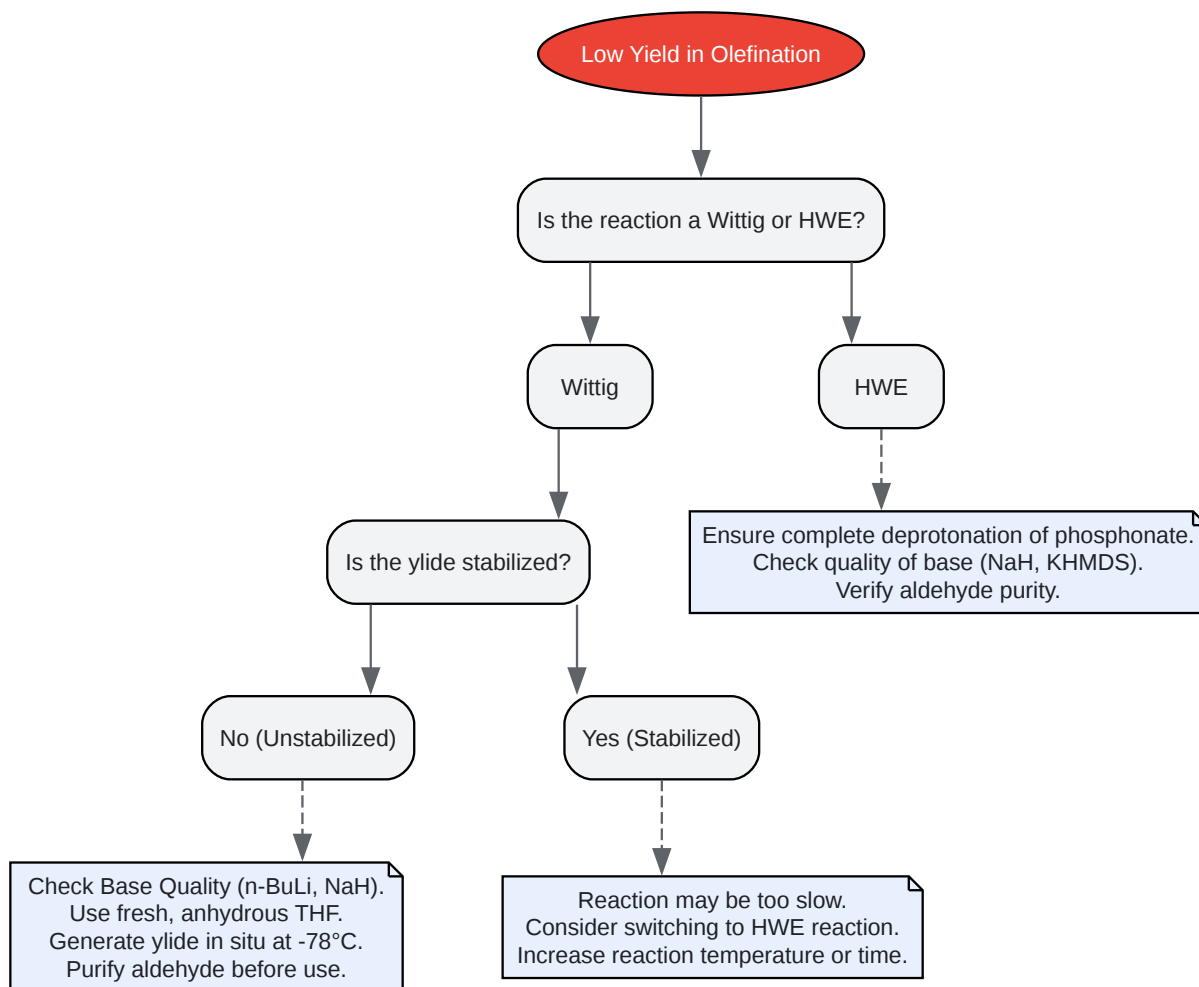 Low Yield in Olefination
Is the reaction a Wittig or HWE?
Wittig
HWE
Is the ylide stabilized?
Ensure complete deprotonation of phosphonate.
Check quality of base (NaH, KHMDS).
Verify aldehyde purity.
No (Unstabilized)
Yes (Stabilized)
Check Base Quality (n-BuLi, NaH).
Use fresh, anhydrous THF.
Generate ylide in situ at -78°C.
Purify aldehyde before use.
Reaction may be too slow.
Consider switching to HWE reaction.
Increase reaction temperature or time.